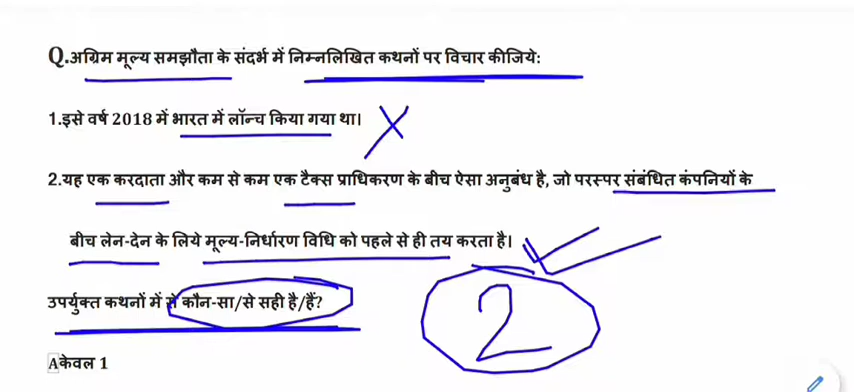 Q.अग्रिम मूल्य समझौता के संदर्भ में निम्नलिखित कथनों पर विचार कीजिये:
1.इसे वर्ष 2018 में भारत में लॉन्च किया गया था। X
2.यह एक करदाता और कम से कम एक टैक्स प्राधिकरण के बीच ऐसा अनुबंध है, जो परस्पर संबंधित कंपनियों के
बीच लेन-देन के लिये मूल्य-निर्धारण विधि को पहले से ही तय करता है।
उपर्युक्त कथनों में से कौन-सा/से सही है/हैं?
2
Aकेवल 1